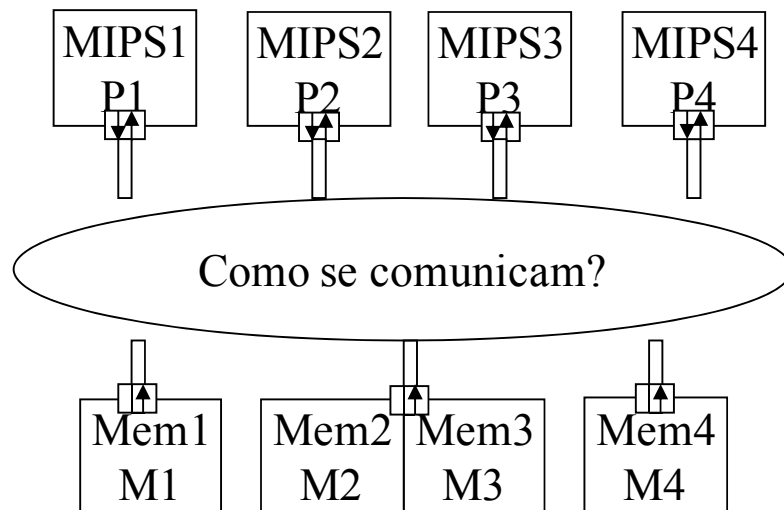 MIPS1
P1
MIPS2
P2
MIPS3
P3
MIPS4
P4
Como se comunicam?
Mem1
M1
Mem2
M2
Mem3
M3
Mem4
M4